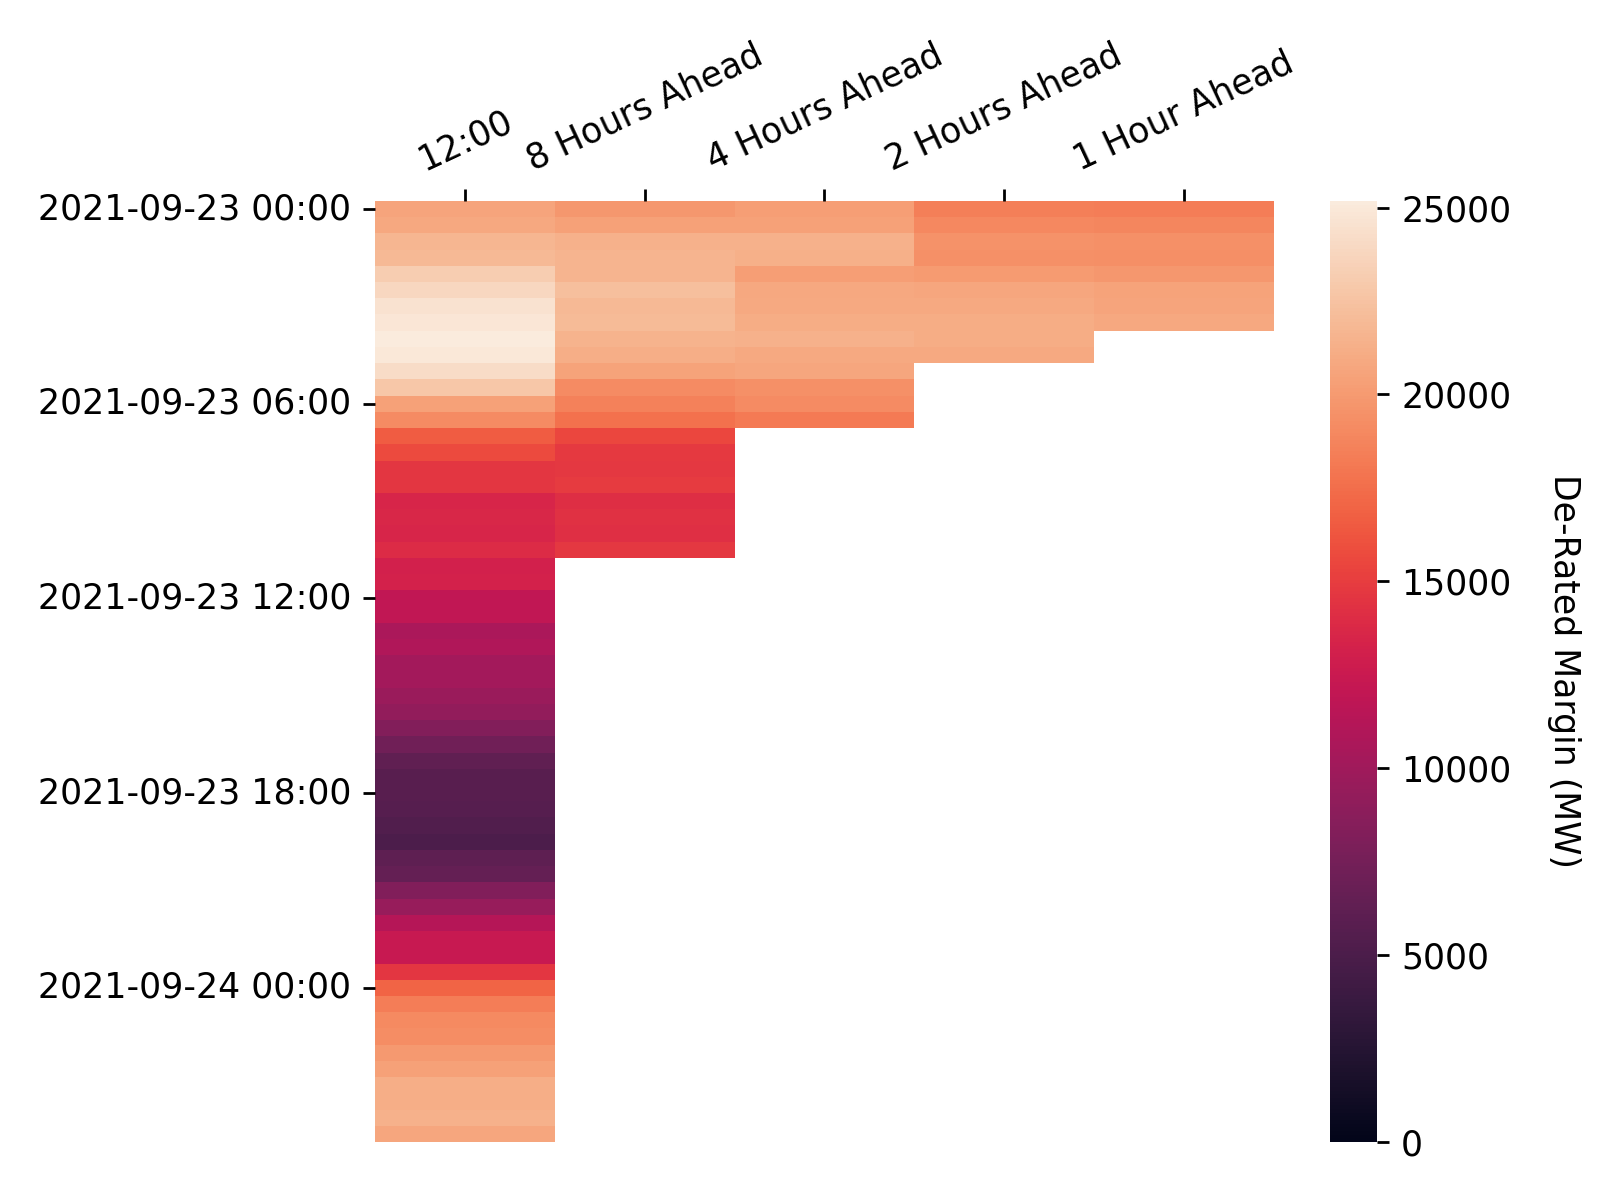 12:00
8 Hours Ahead
4 Hours Ahead
2 Hours Ahead
1 Hour Ahead
2021-09-23 00:00
2021-09-23 06:00
2021-09-23 12:00
2021-09-23 18:00
2021-09-24 00:00
25000
20000
15000
10000
5000
0
De-Rated Margin (MW)